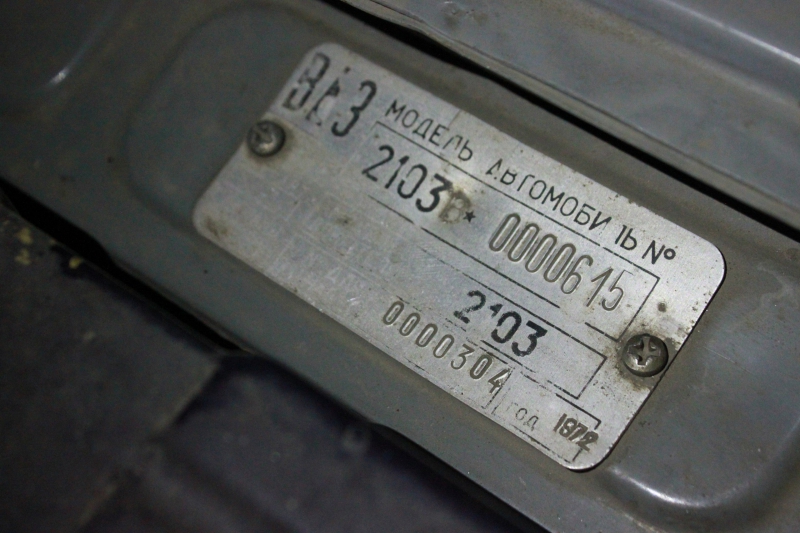 ВАЗ МОДЕЛЬ АВТОМОБИЛЬ №
2103В* 0000615
2103
0000304
год 1972